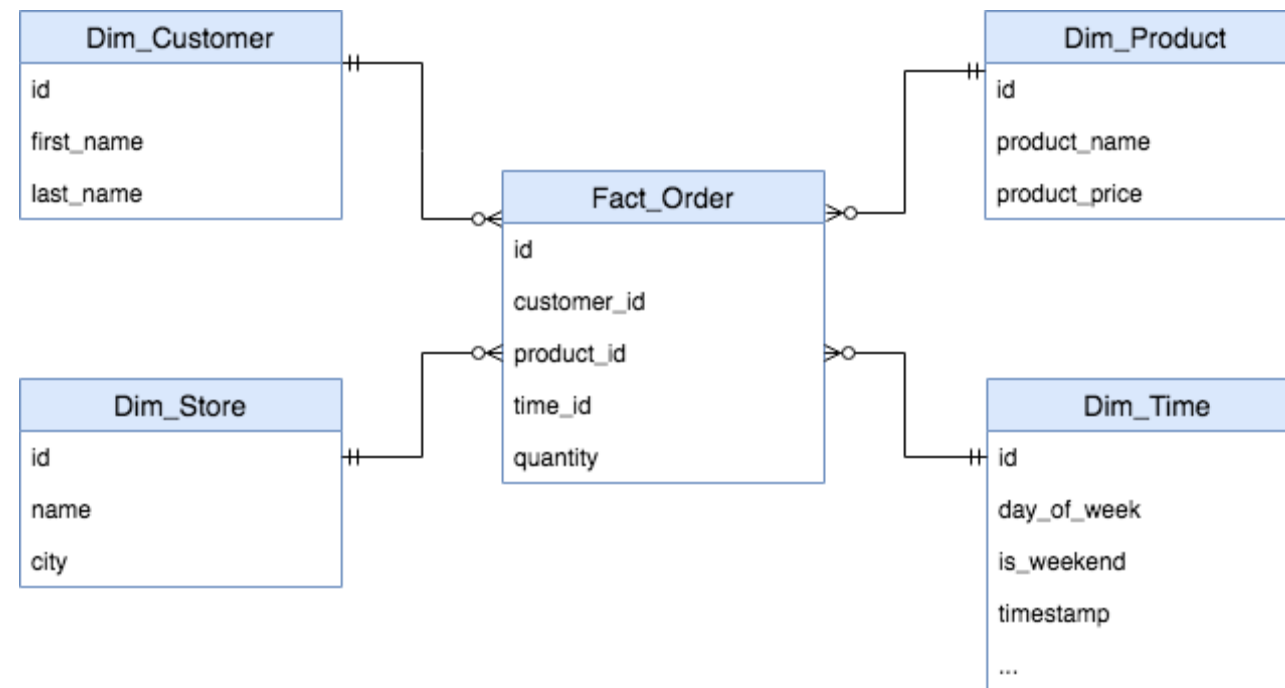 Dim_Customer
id
first_name
last_name
Dim_Product
id
product_name
product_price
Fact_Order
id
customer_id
product_id
time_id
quantity
Dim_Store
id
name
city
Dim_Time
id
day_of_week
is_weekend
timestamp
...